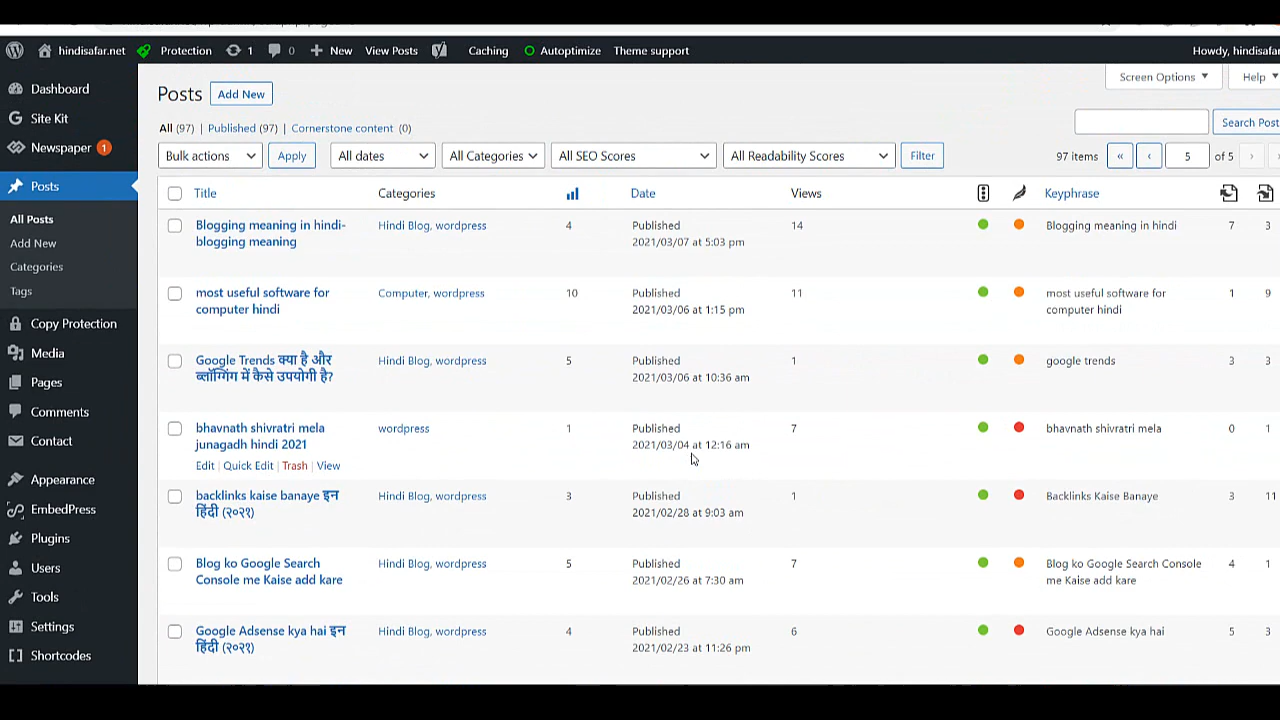 hindisafar.net Protection 1 0 New View Posts Caching Autoptimize Theme support Howdy, hindisafar
Dashboard
Site Kit
Newspaper 1
Posts
All Posts
Add New
Categories
Tags
Copy Protection
Media
Pages
Comments
Contact
Appearance
EmbedPress
Plugins
Users
Tools
Settings
Shortcodes
Screen Options Help
Posts Add New
All (97) | Published (97) | Cornerstone content (0)
Search Post
Bulk actions Apply All dates All Categories All SEO Scores All Readability Scores Filter 97 items « ‹ 5 of 5 ›
Title Categories Date Views Keyphrase
Blogging meaning in hindi- Hindi Blog, wordpress 4 Published 14 Blogging meaning in hindi 7 3
blogging meaning 2021/03/07 at 5:03 pm
most useful software for Computer, wordpress 10 Published 11 most useful software for 1 9
computer hindi 2021/03/06 at 1:15 pm computer hindi
Google Trends क्या है और Hindi Blog, wordpress 5 Published 1 google trends 3 3
ब्लॉग्गिंग में कैसे उपयोगी है? 2021/03/06 at 10:36 am
bhavnath shivratri mela wordpress 1 Published 7 bhavnath shivratri mela 0 1
junagadh hindi 2021 2021/03/04 at 12:16 am
Edit | Quick Edit | Trash | View
backlinks kaise banaye इन Hindi Blog, wordpress 3 Published 1 Backlinks Kaise Banaye 3 11
हिंदी (२०२१) 2021/02/28 at 9:03 am
Blog ko Google Search Hindi Blog, wordpress 5 Published 7 Blog ko Google Search Console 4 1
Console me Kaise add kare 2021/02/26 at 7:30 am me Kaise add kare
Google Adsense kya hai इन Hindi Blog, wordpress 4 Published 6 Google Adsense kya hai 5 3
हिंदी (२०२१) 2021/02/23 at 11:26 pm